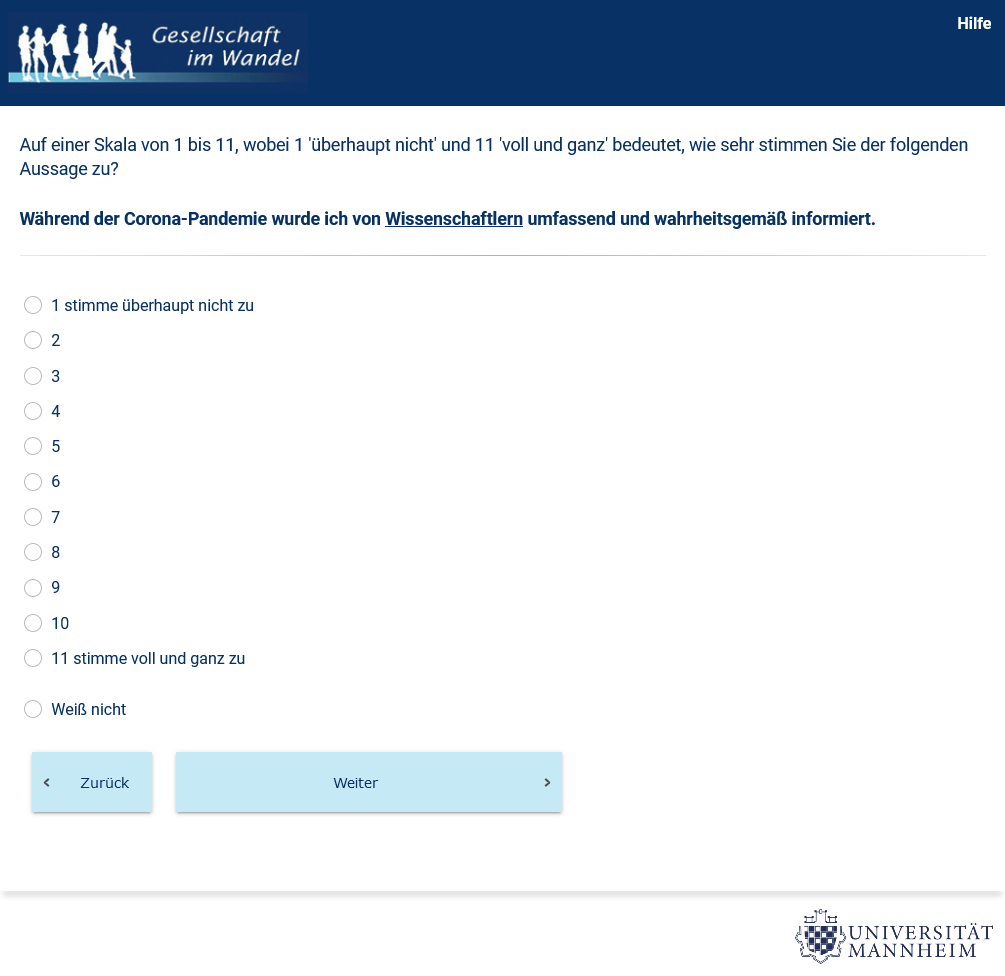 Gesellschaft
im Wandel
Hilfe
Auf einer Skala von 1 bis 11, wobei 1 'überhaupt nicht' und 11 'voll und ganz' bedeutet, wie sehr stimmen Sie der folgenden
Aussage zu?
Während der Corona-Pandemie wurde ich von Wissenschaftlern umfassend und wahrheitsgemäß informiert.
1 stimme überhaupt nicht zu
2
3
4
5
6
7
8
9
10
11 stimme voll und ganz zu
Weiß nicht
Zurück
Weiter
UNIVERSITÄT
MANNHEIM